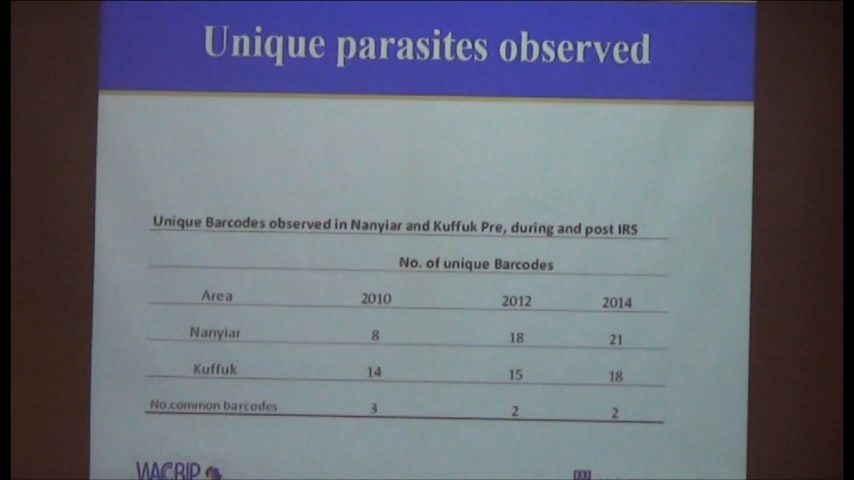 Unique parasites observed
Unique Barcodes observed in Nanyiar and Kuffuk Pre, during and post IRS
No. of unique Barcodes
Area 2010 2012 2014
Nanyiar 8 18 21
Kuffuk 14 15 18
No.common barcodes 3 2 2